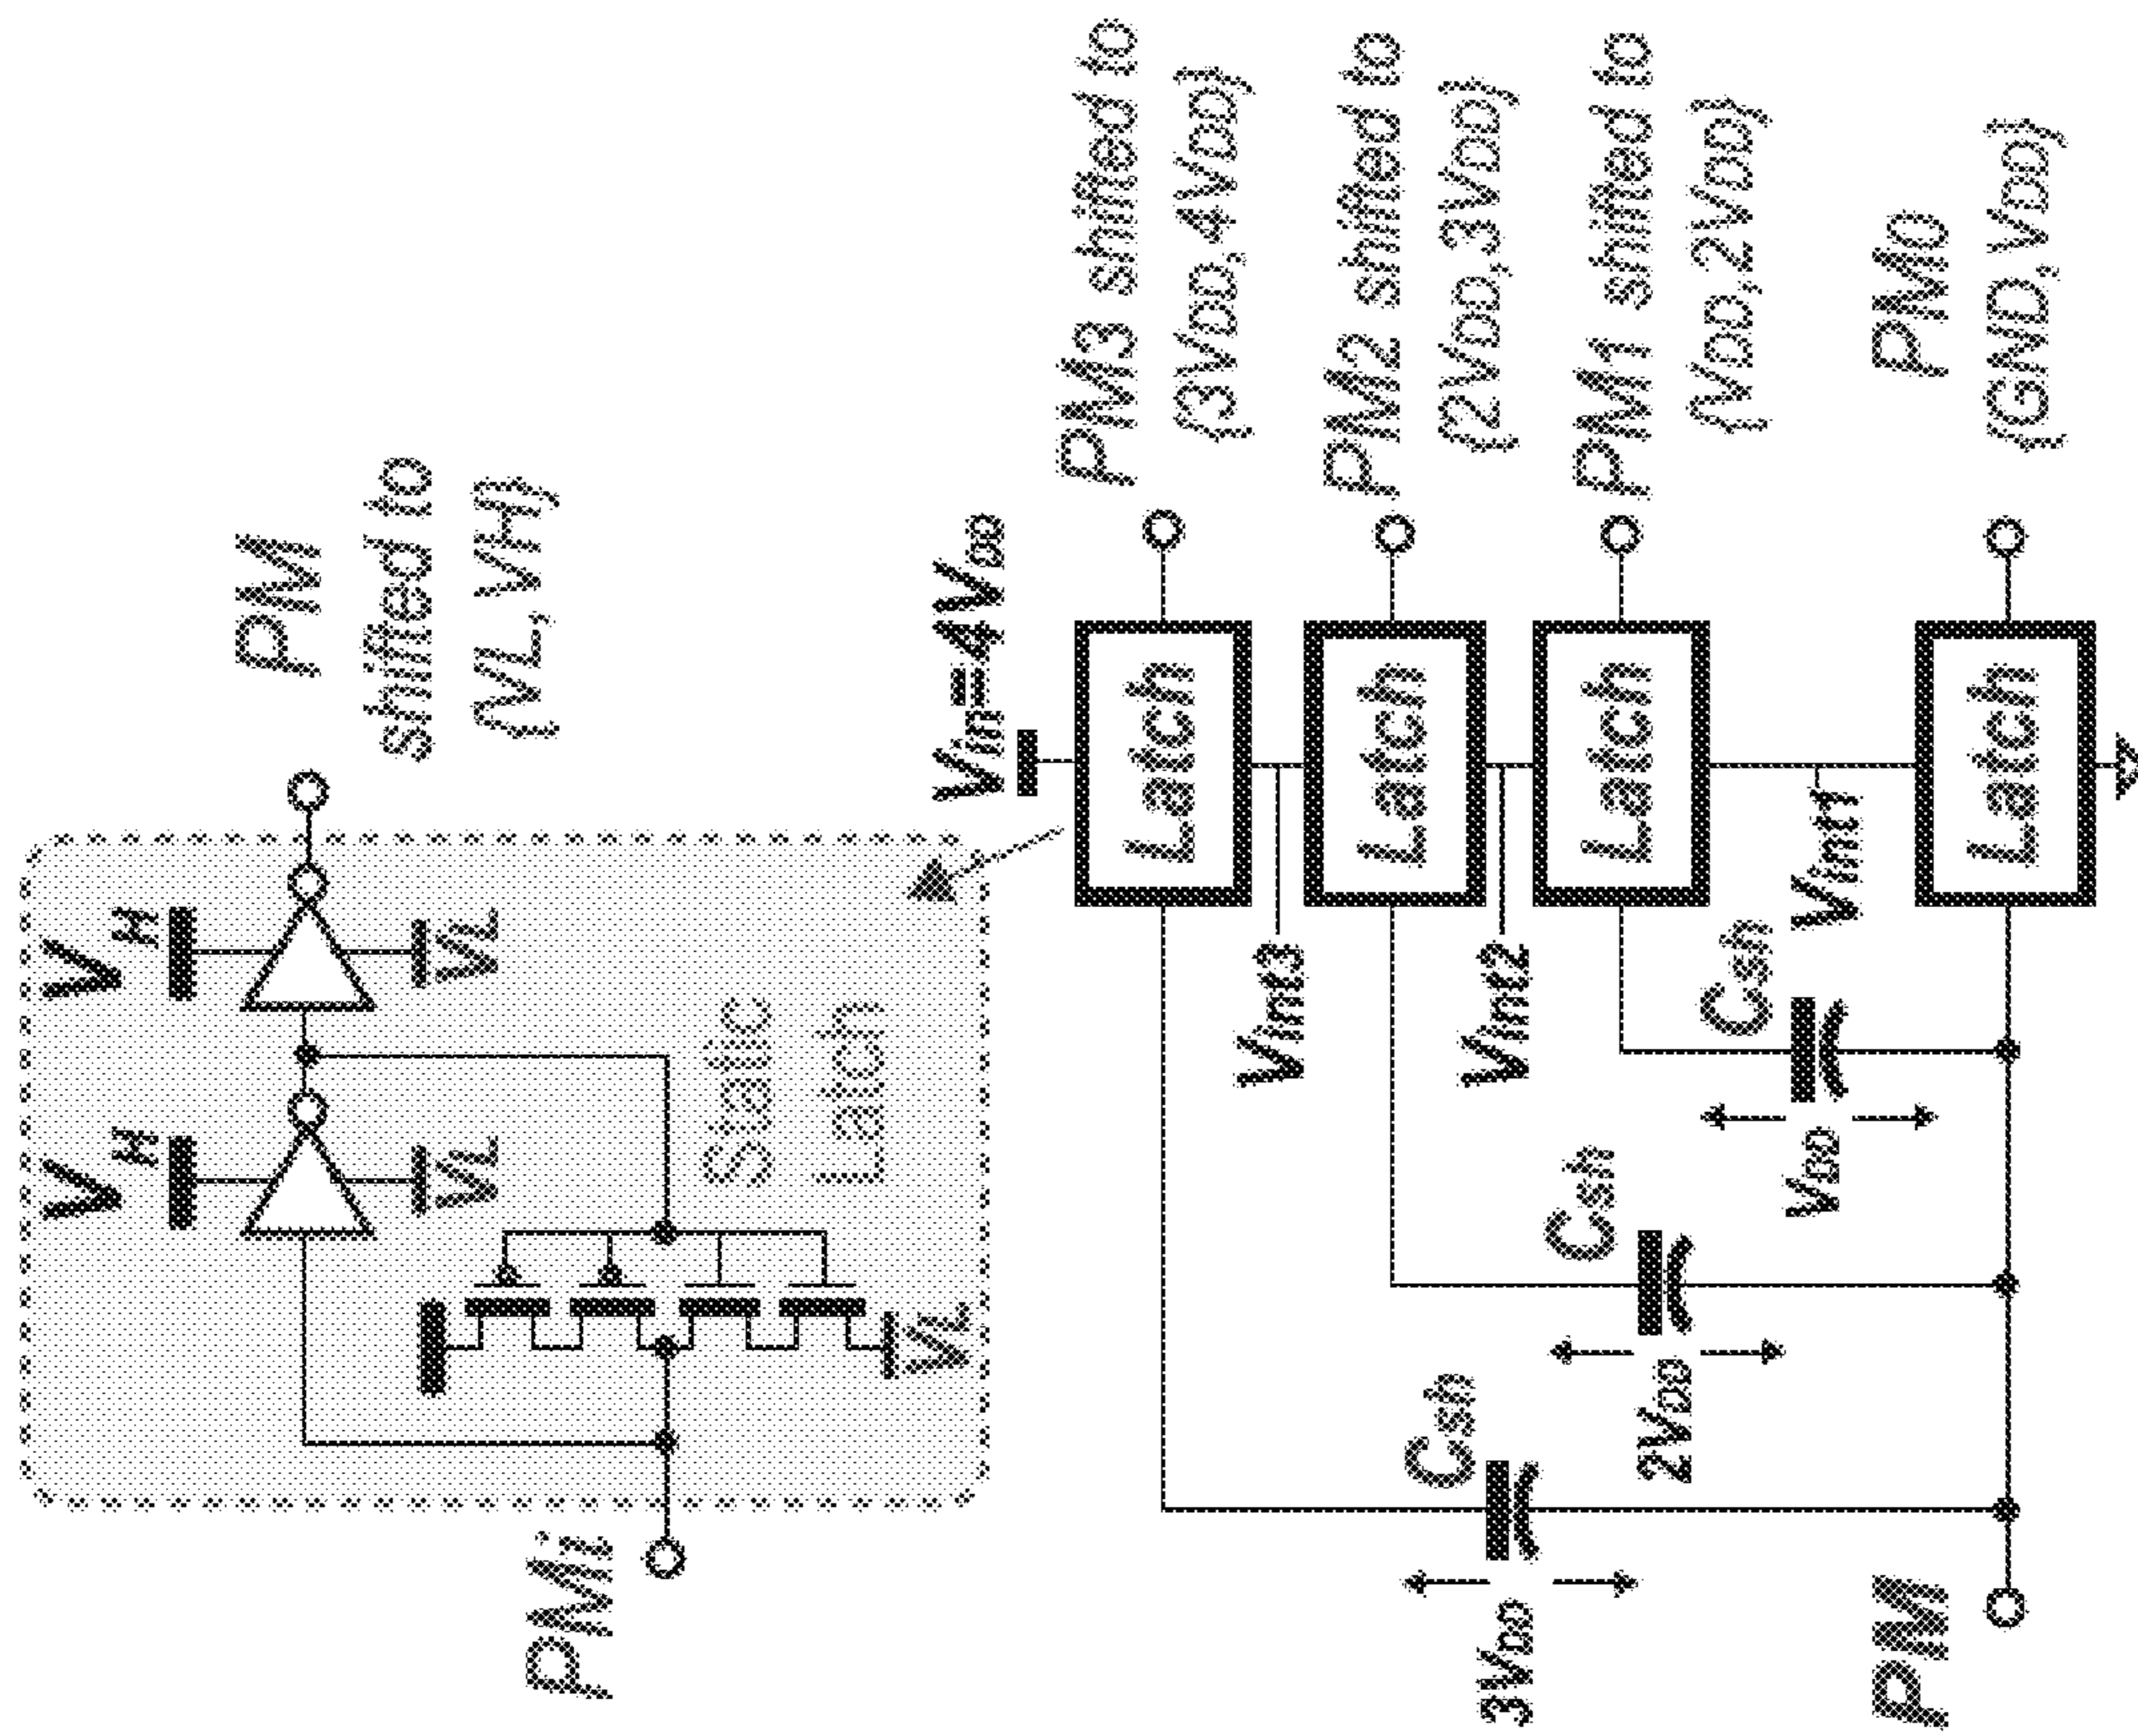 PM
shifted to
{VL, VH}
VH
VH
VL
VL
Static
Latch
VL
PMi
Vin=4VDD
Latch
PM3 shifted to
{3VDD, 4VDD}
Vint3
Latch
PM2 shifted to
{2VDD, 3VDD}
Vint2
Latch
PM1 shifted to
{VDD, 2VDD}
Vint1
Latch
PM0
{GND, VDD}
Csh
3VDD
Csh
2VDD
Csh
VDD
PM